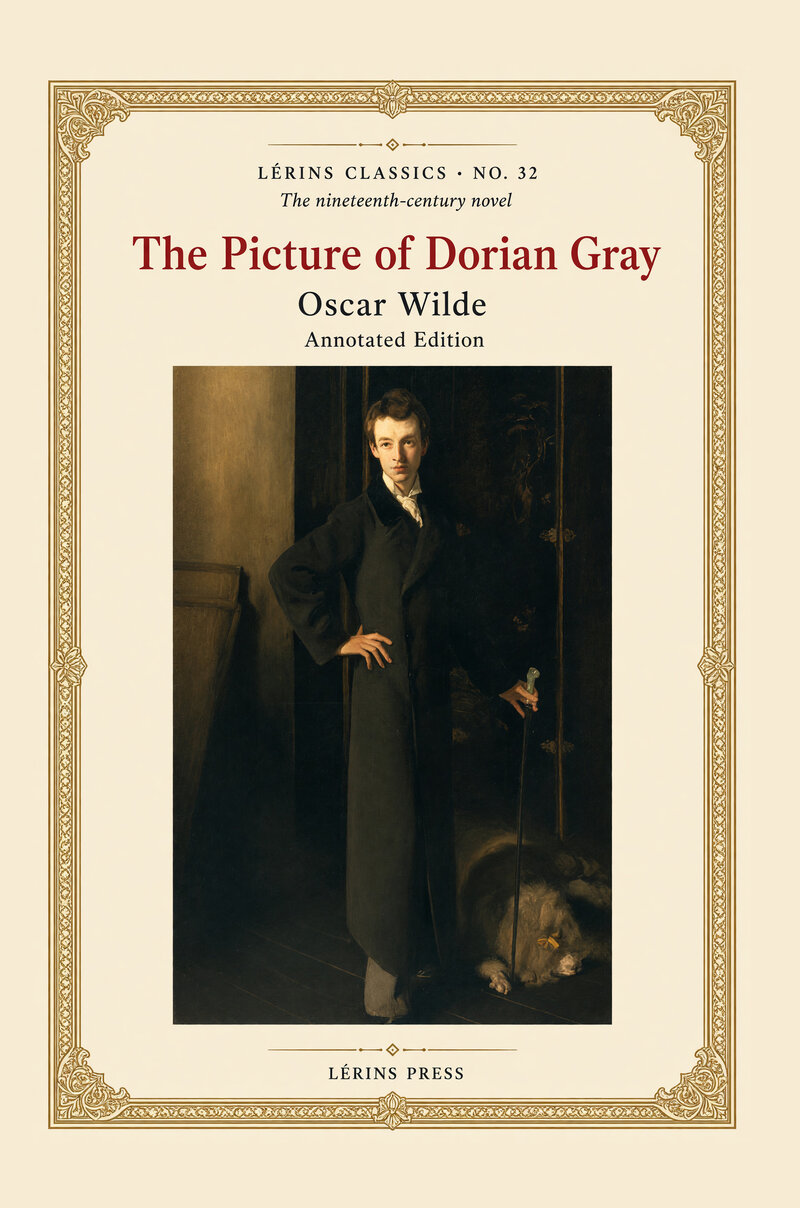 LÉRINS CLASSICS · NO. 32
The nineteenth-century novel
The Picture of Dorian Gray
Oscar Wilde
Annotated Edition
LÉRINS PRESS